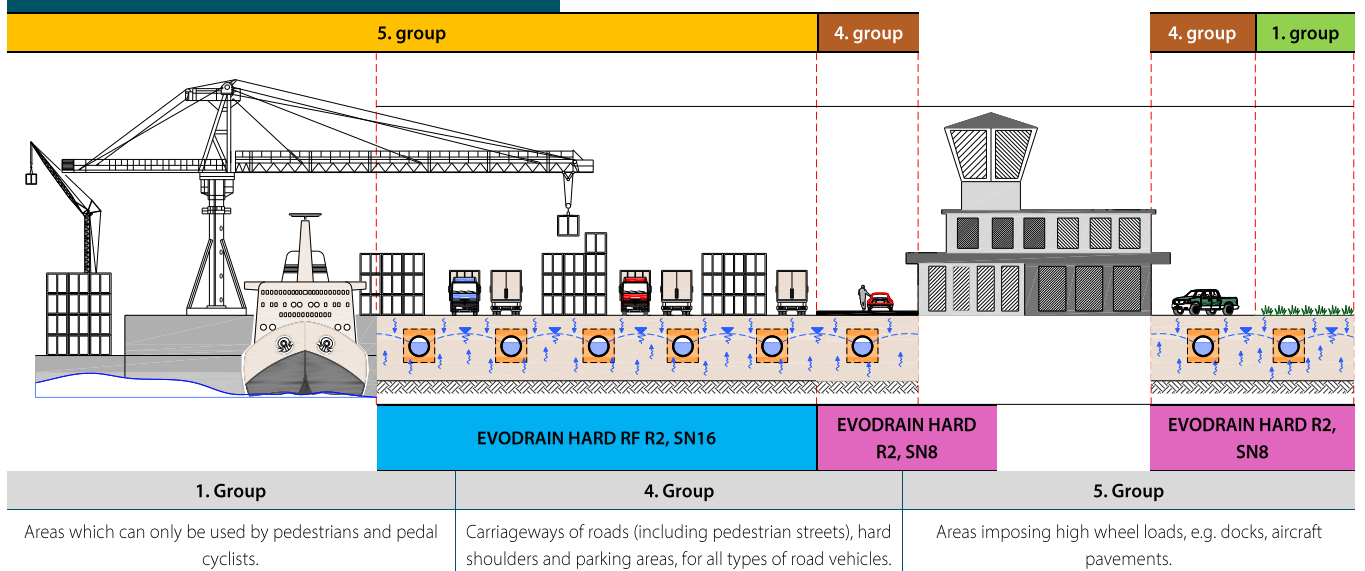 5. group
4. group
4. group
1. group
EVODRAIN HARD RF R2, SN16
EVODRAIN HARD
R2, SN8
EVODRAIN HARD R2,
SN8
1. Group
4. Group
5. Group
Areas which can only be used by pedestrians and pedal
cyclists.
Carriageways of roads (including pedestrian streets), hard
shoulders and parking areas, for all types of road vehicles.
Areas imposing high wheel loads, e.g. docks, aircraft
pavements.